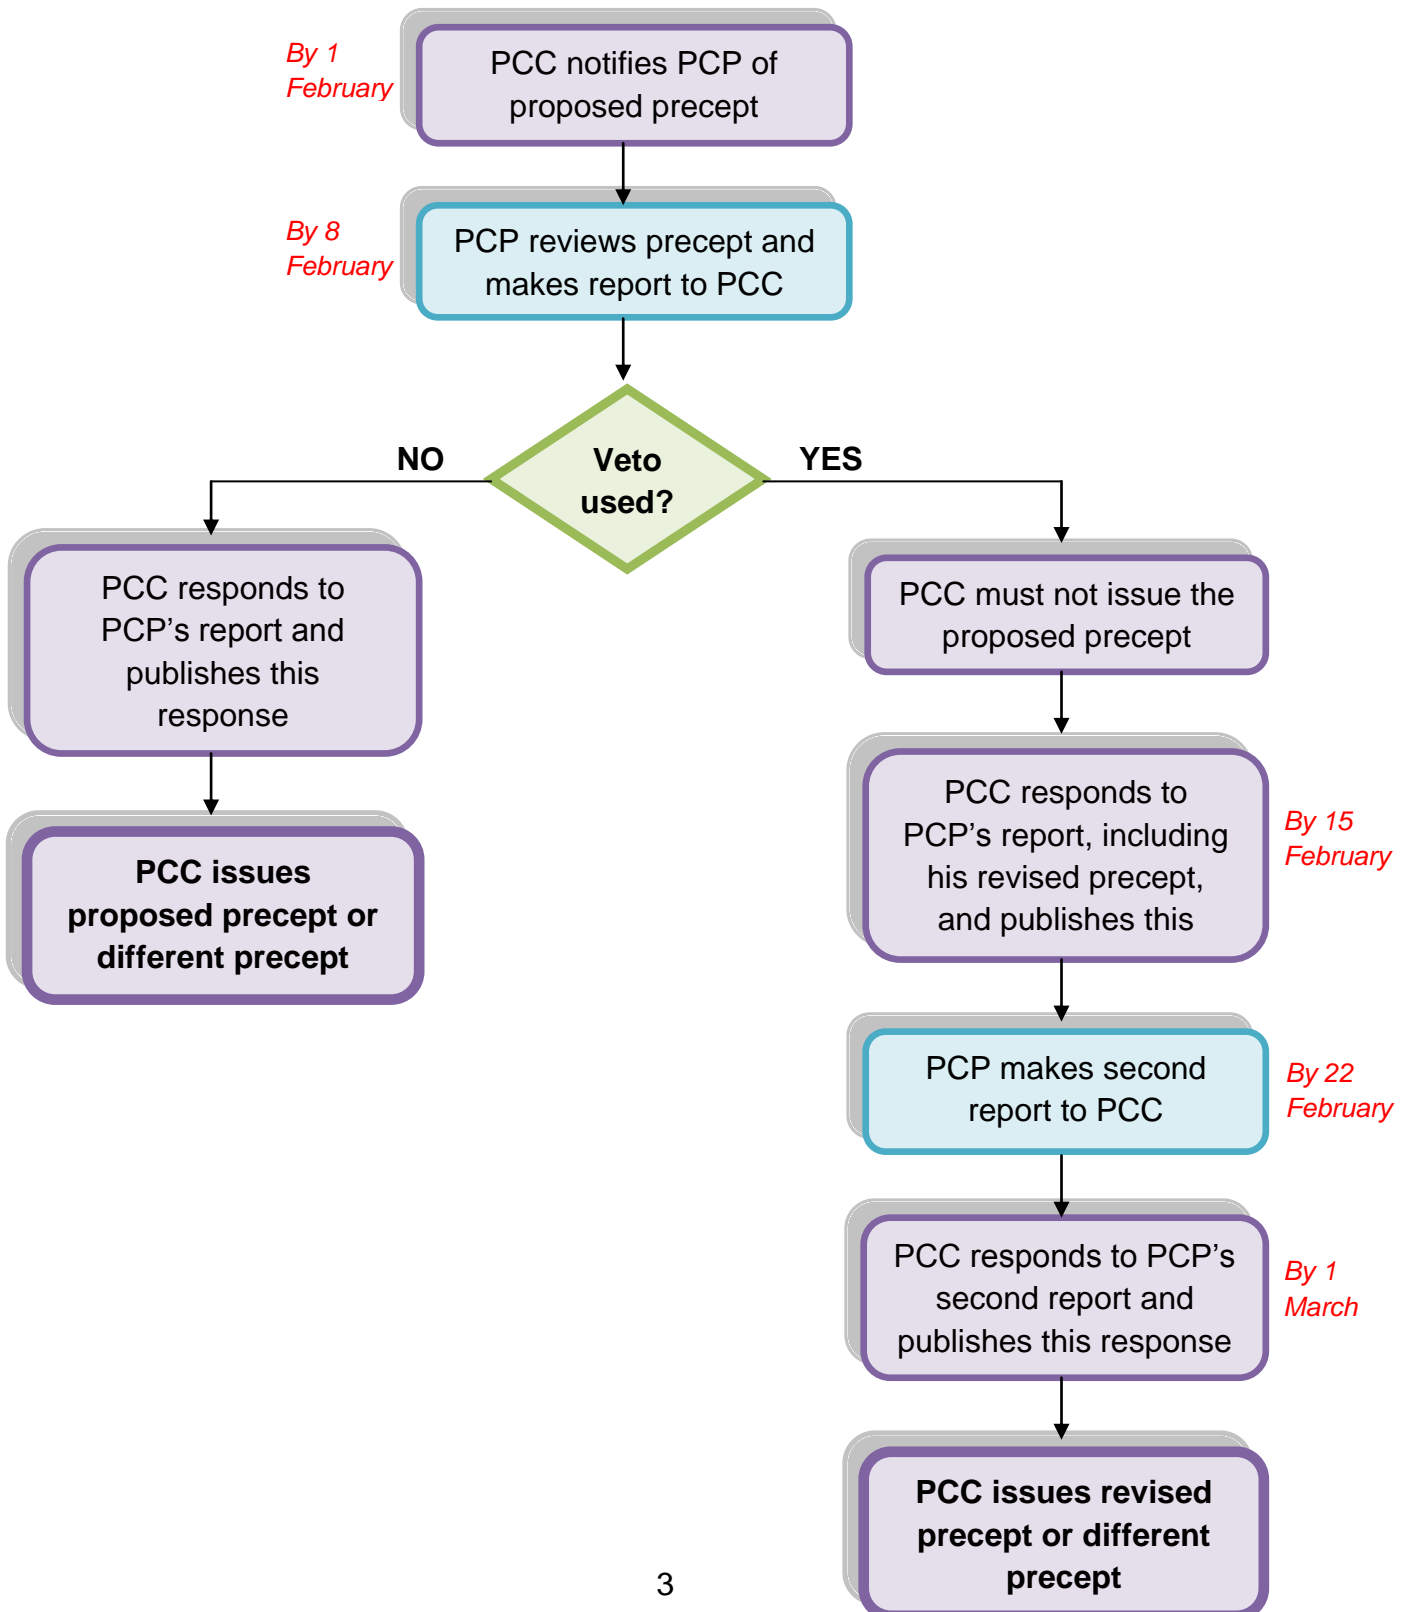 By 1
February
PCC notifies PCP of
proposed precept
By 8
February
PCP reviews precept and
makes report to PCC
NO
Veto
used?
YES
PCC responds to
PCP’s report and
publishes this
response
PCC issues
proposed precept or
different precept
PCC must not issue the
proposed precept
PCC responds to
PCP’s report, including
his revised precept,
and publishes this
By 15
February
PCP makes second
report to PCC
By 22
February
PCC responds to PCP’s
second report and
publishes this response
By 1
March
PCC issues revised
precept or different
precept
3